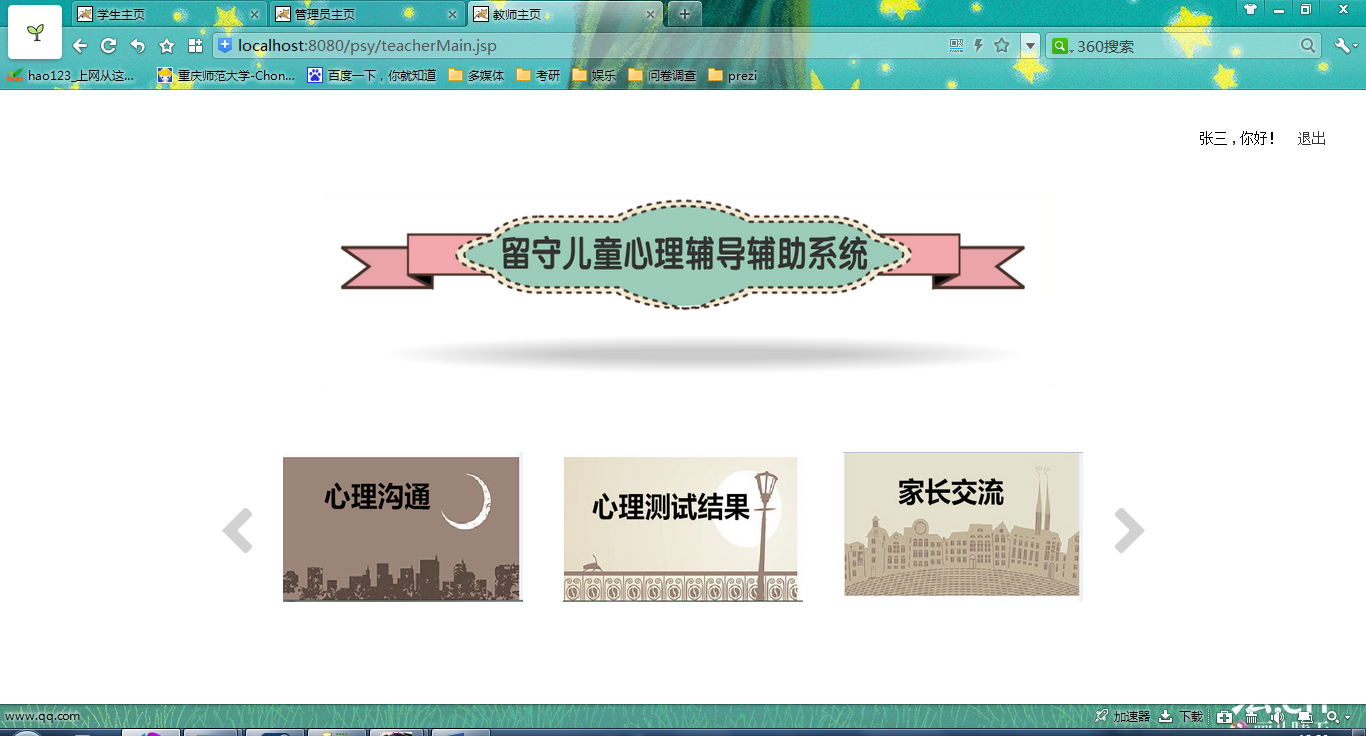 学生主页
管理员主页
教师主页
localhost:8080/psy/teacherMain.jsp
360搜索
hao123_上网从这...
重庆师范大学-Chon...
百度一下，你就知道
多媒体
考研
娱乐
问卷调查
prezi
张三 , 你好！ 退出
留守儿童心理辅导辅助系统
心理沟通
心理测试结果
家长交流
www.qq.com
加速器
下载